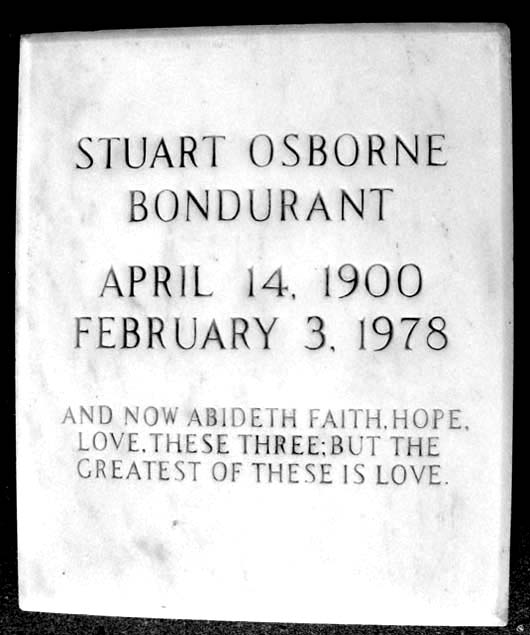 STUART OSBORNE
BONDURANT
APRIL 14, 1900
FEBRUARY 3, 1978
AND NOW ABIDETH FAITH, HOPE,
LOVE, THESE THREE; BUT THE
GREATEST OF THESE IS LOVE.